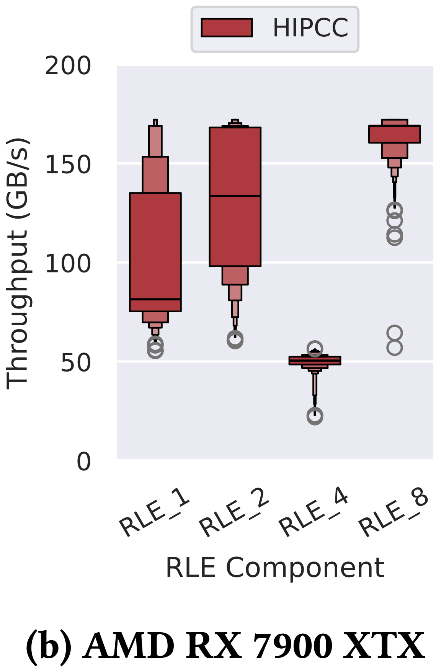 HIPCC
Throughput (GB/s)
200
150
100
50
0
RLE_1
RLE_2
RLE_4
RLE_8
RLE Component
(b) AMD RX 7900 XTX